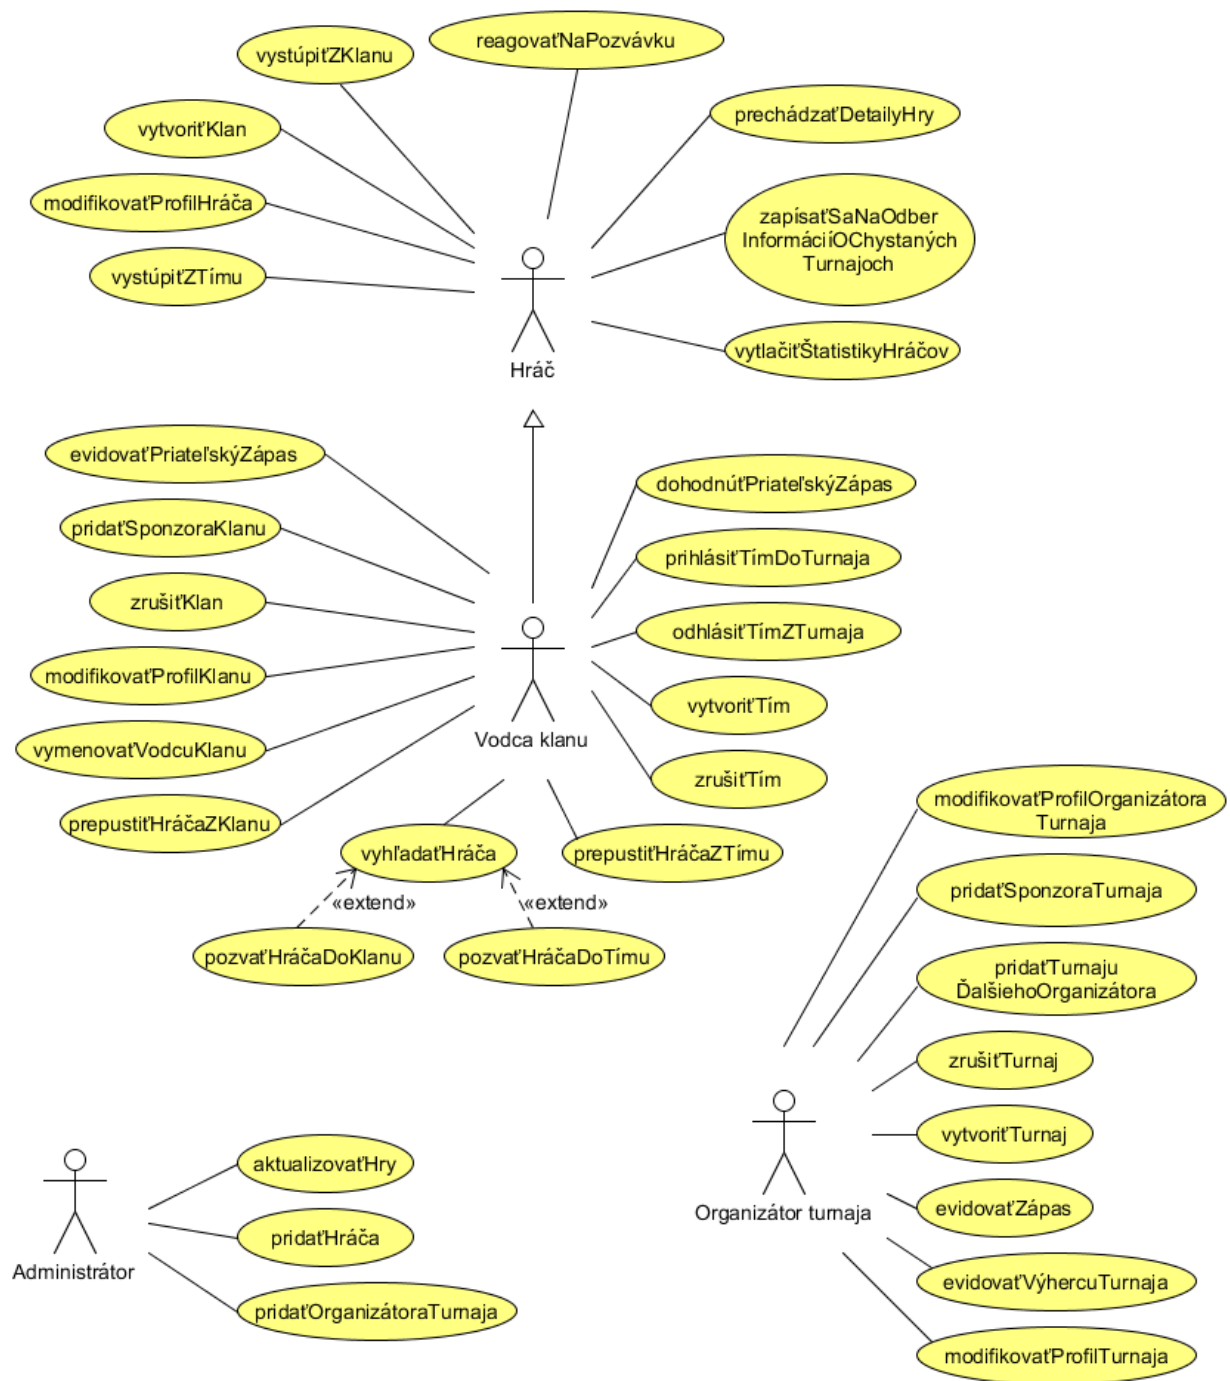 reagovaťNaPozvávku
vystúpiťZKlanu
prechádzaťDetailyHry
vytvoriťKlan
modifikovaťProfilHráča
zapísaťSaNaOdber
InformáciíOChystaných
Turnajoch
vystúpiťZTímu
vytlačiťŠtatistikyHráčov
Hráč
evidovaťPriateľskýZápas
dohodnúťPriateľskýZápas
pridaťSponzoraKlanu
prihlásiťTímDoTurnaja
zrušiťKlan
odhlásiťTímZTurnaja
modifikovaťProfilKlanu
vytvoriťTím
Vodca klanu
vymenovaťVodcuKlanu
zrušiťTím
prepustiťHráčaZKlanu
vyhľadaťHráča
prepustiťHráčaZTímu
«extend»
«extend»
pozvaťHráčaDoKlanu
pozvaťHráčaDoTímu
modifikovaťProfilOrganizátora
Turnaja
pridaťSponzoraTurnaja
pridaťTurnaju
ĎalšiehoOrganizátora
zrušiťTurnaj
vytvoriťTurnaj
Organizátor turnaja
evidovaťZápas
evidovaťVýhercuTurnaja
modifikovaťProfilTurnaja
aktualizovaťHry
pridaťHráča
Administrátor
pridaťOrganizátoraTurnaja